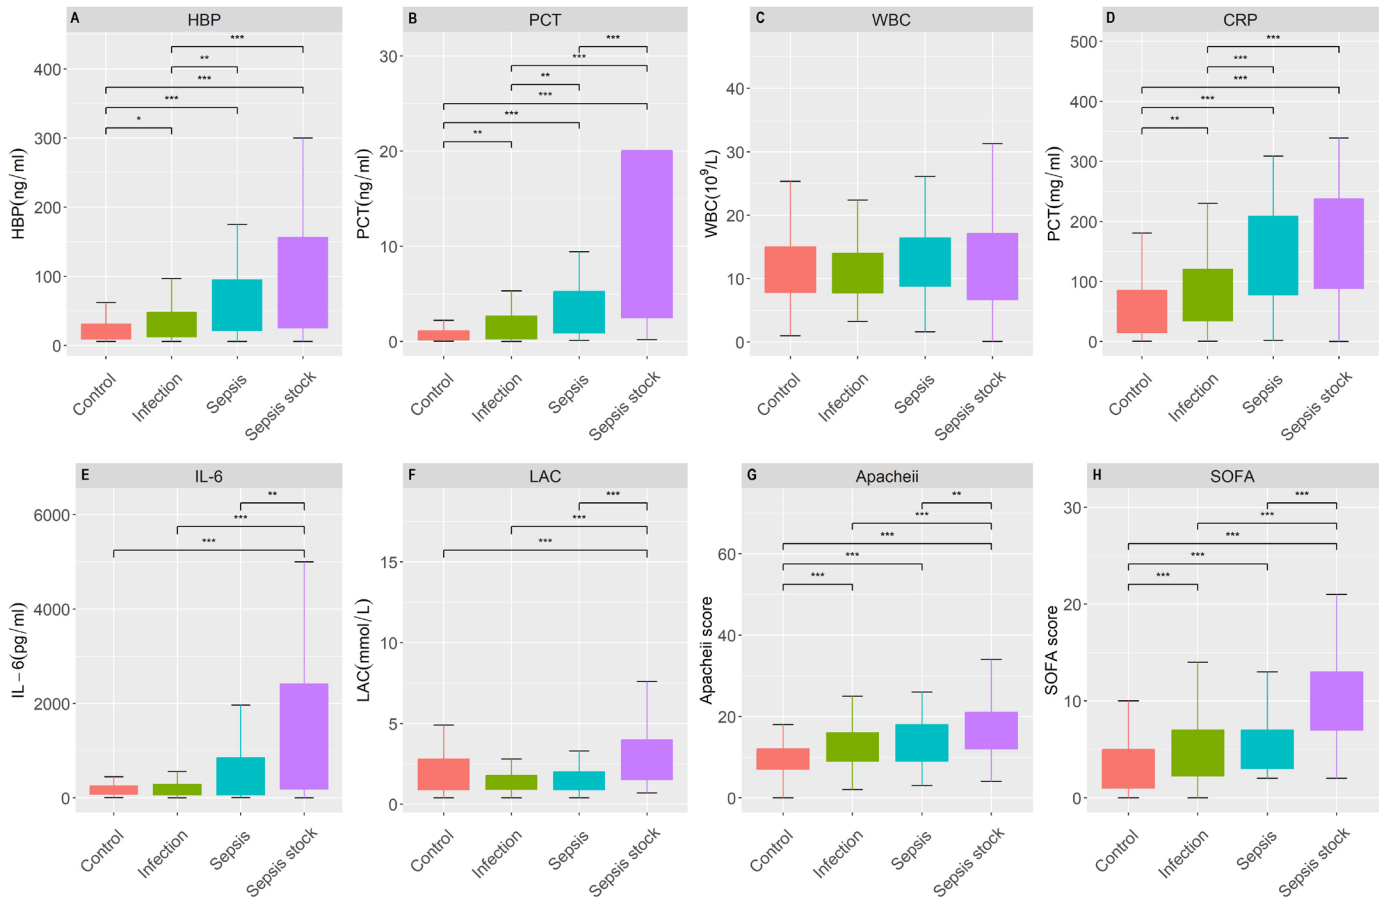 A HBP
HBP(ng/ml)
400
300
200
100
0
***
**
***
***
*
Control Infection Sepsis Sepsis stock
B PCT
PCT(ng/ml)
30
20
10
0
***
***
**
***
***
**
Control Infection Sepsis Sepsis stock
C WBC
WBC(10^9/L)
40
30
20
10
0
Control Infection Sepsis Sepsis stock
D CRP
PCT(mg/ml)
500
400
300
200
100
0
***
***
***
***
**
Control Infection Sepsis Sepsis stock
E IL-6
IL-6(pg/ml)
6000
4000
2000
0
**
***
***
Control Infection Sepsis Sepsis stock
F LAC
LAC(mmol/L)
15
10
5
0
***
***
***
Control Infection Sepsis Sepsis stock
G Apacheii
Apacheii score
60
40
20
0
**
***
***
***
***
Control Infection Sepsis Sepsis stock
H SOFA
SOFA score
30
20
10
0
***
***
***
***
***
Control Infection Sepsis Sepsis stock